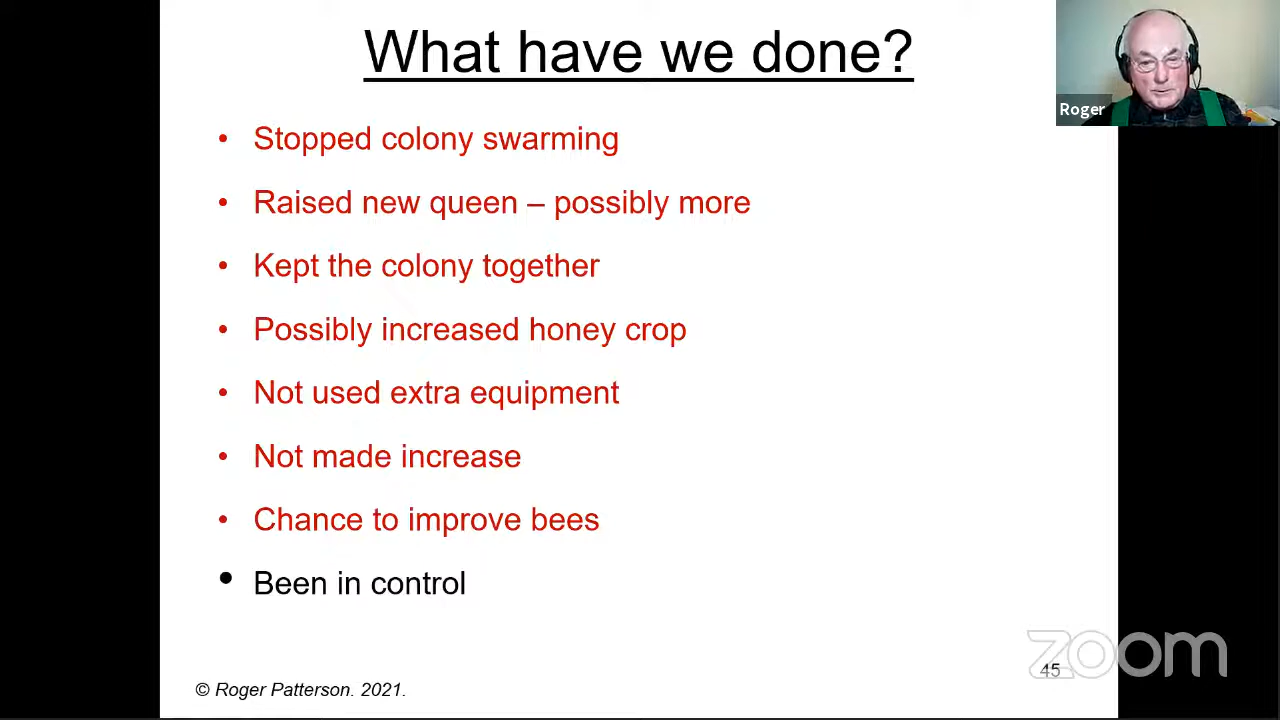 What have we done?
Roger
• Stopped colony swarming
• Raised new queen – possibly more
• Kept the colony together
• Possibly increased honey crop
• Not used extra equipment
• Not made increase
• Chance to improve bees
• Been in control
zoom
45
© Roger Patterson. 2021.